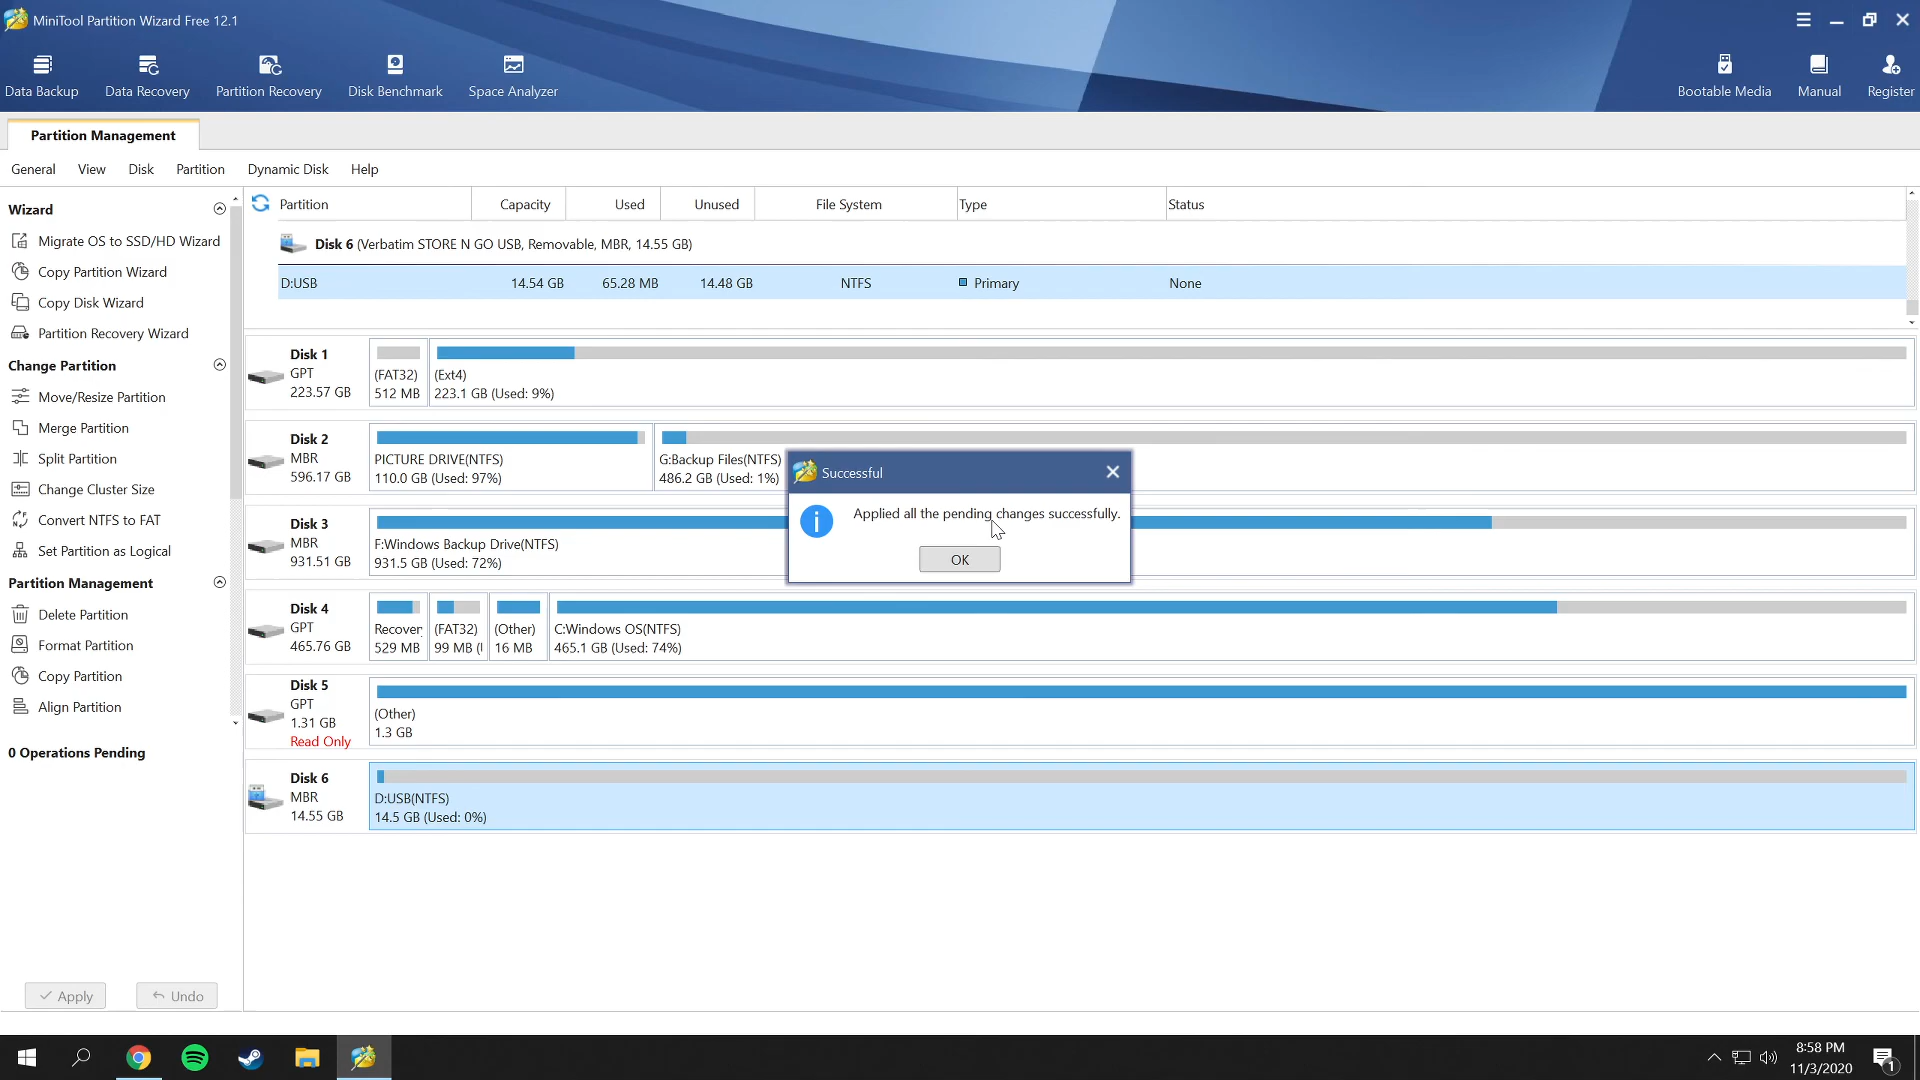 MiniTool Partition Wizard Free 12.1
Data Backup
Data Recovery
Partition Recovery
Disk Benchmark
Space Analyzer
Bootable Media
Manual
Register
Partition Management
General
View
Disk
Partition
Dynamic Disk
Help
Wizard
Migrate OS to SSD/HD Wizard
Copy Partition Wizard
Copy Disk Wizard
Partition Recovery Wizard
Change Partition
Move/Resize Partition
Merge Partition
Split Partition
Change Cluster Size
Convert NTFS to FAT
Set Partition as Logical
Partition Management
Delete Partition
Format Partition
Copy Partition
Align Partition
0 Operations Pending
Apply
Undo
Partition
Capacity
Used
Unused
File System
Type
Status
Disk 6 (Verbatim STORE N GO USB, Removable, MBR, 14.55 GB)
D:USB
14.54 GB
65.28 MB
14.48 GB
NTFS
Primary
None
Disk 1
GPT
223.57 GB
(FAT32)
512 MB
(Ext4)
223.1 GB (Used: 9%)
Disk 2
MBR
596.17 GB
PICTURE DRIVE(NTFS)
110.0 GB (Used: 97%)
G:Backup Files(NTFS)
486.2 GB (Used: 1%)
Disk 3
MBR
931.51 GB
F:Windows Backup Drive(NTFS)
931.5 GB (Used: 72%)
Successful
Applied all the pending changes successfully.
OK
Disk 4
GPT
465.76 GB
Recover
529 MB
(FAT32)
99 MB (
(Other)
16 MB
C:Windows OS(NTFS)
465.1 GB (Used: 74%)
Disk 5
GPT
1.31 GB
Read Only
(Other)
1.3 GB
Disk 6
MBR
14.55 GB
D:USB(NTFS)
14.5 GB (Used: 0%)
8:58 PM
11/3/2020
1